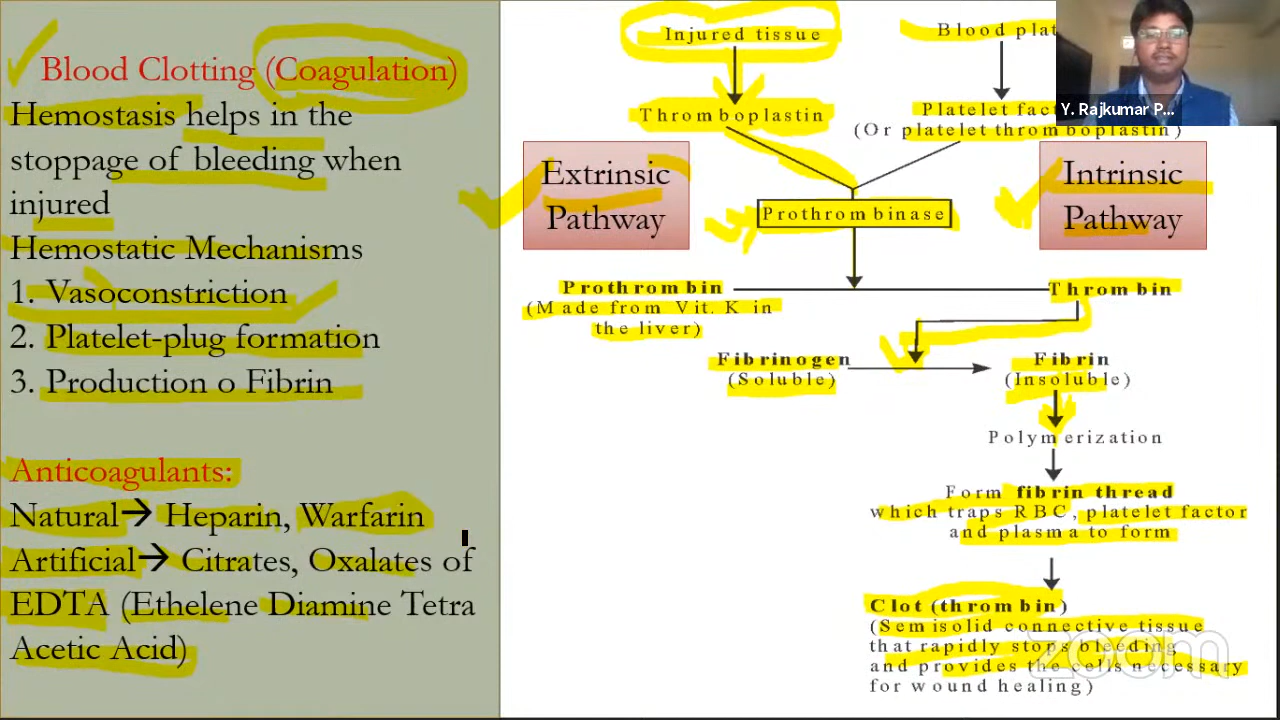 Blood Clotting (Coagulation)
Hemostasis helps in the
stoppage of bleeding when
injured
Hemostatic Mechanisms
1. Vasoconstriction
2. Platelet-plug formation
3. Production o Fibrin
Anticoagulants:
Natural→ Heparin, Warfarin
Artificial→ Citrates, Oxalates of
EDTA (Ethelene Diamine Tetra
Acetic Acid)
Injured tissue
Blood plat
Thromboplastin
Platelet fact
(Or platelet thromboplastin)
Y. Rajkumar P...
Extrinsic
Pathway
Intrinsic
Pathway
Prothrombinase
Prothrombin
(Made from Vit. K in
the liver)
Thrombin
Fibrinogen
(Soluble)
Fibrin
(Insoluble)
Polymerization
Form fibrin thread
which traps RBC, platelet factor
and plasma to form
Clot (thrombin)
(Semisolid connective tissue
that rapidly stops bleeding
and provides the cells necessary
for wound healing)
zoom